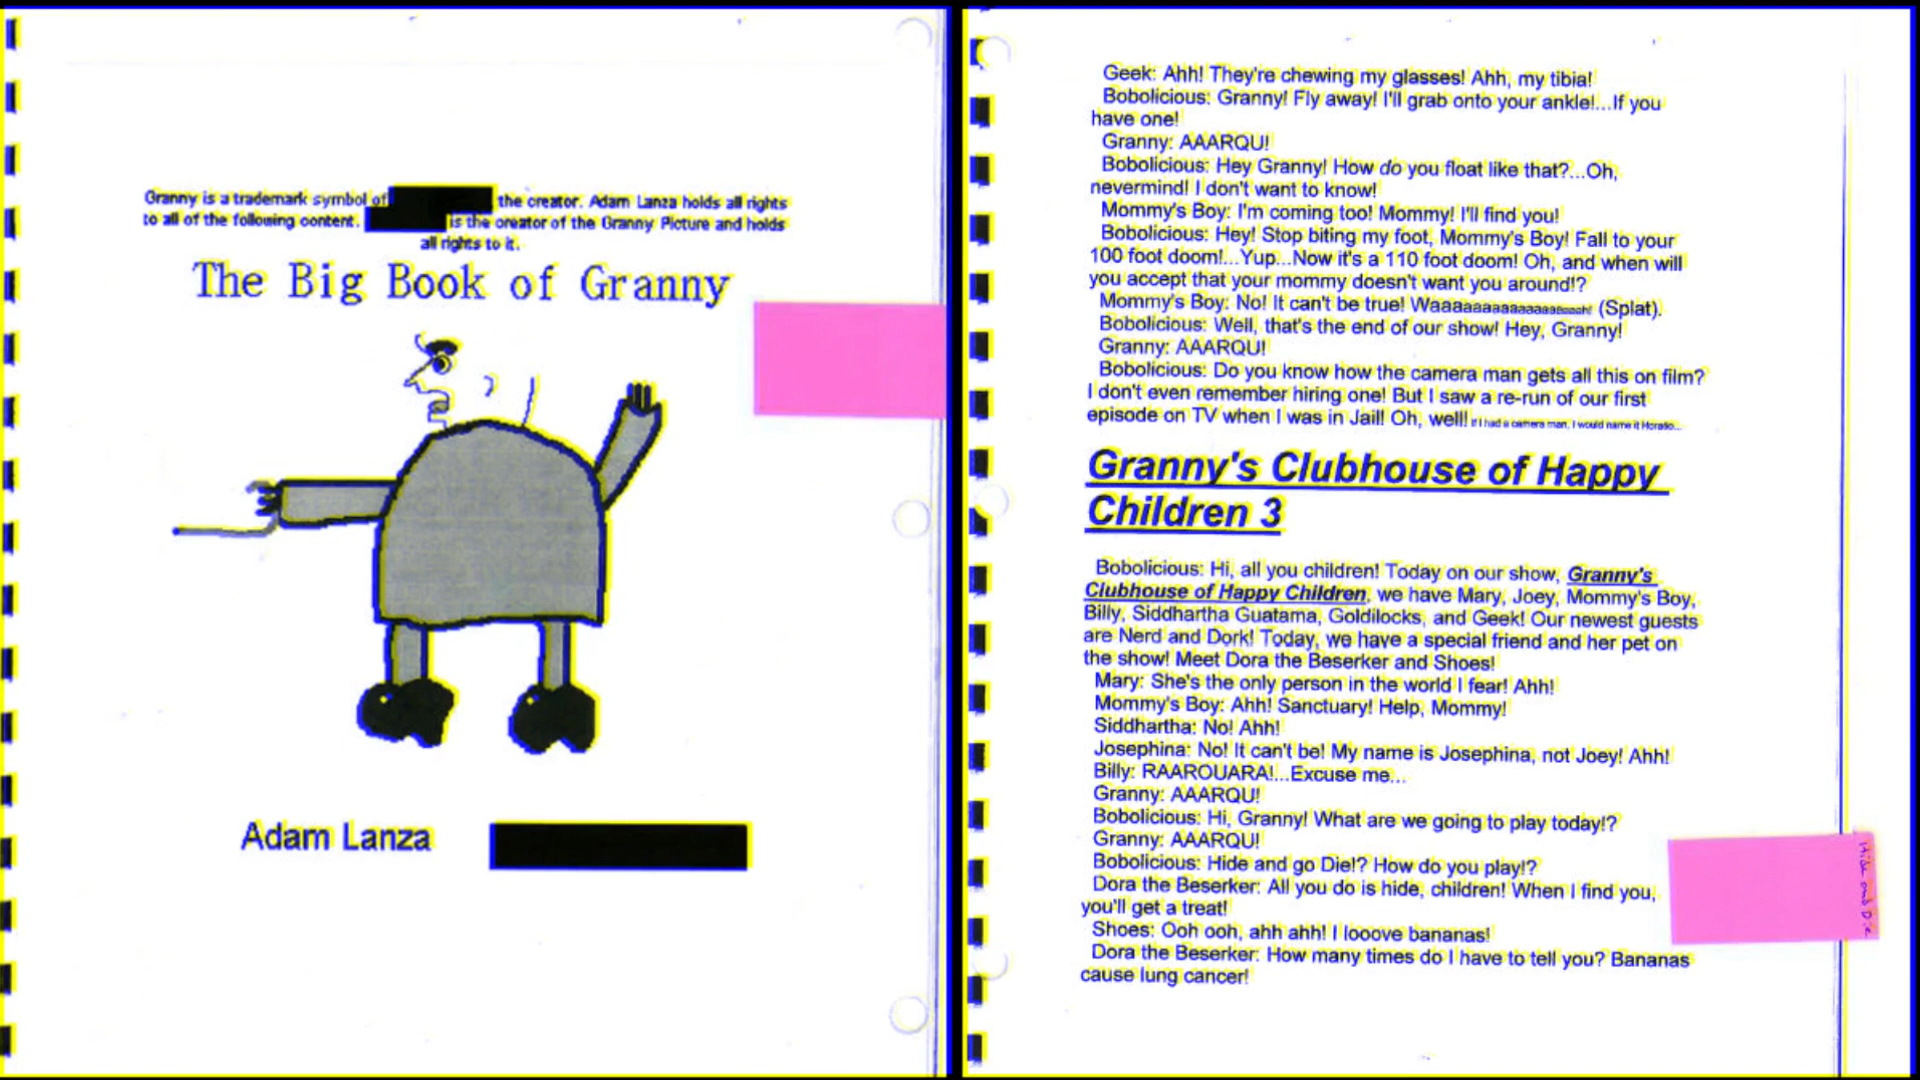 Granny is a trademark symbol of the creator. Adam Lanza holds all rights
to all of the following content. is the creator of the Granny Picture and holds
all rights to it.
The Big Book of Granny
Adam Lanza
Geek: Ahh! They're chewing my glasses! Ahh, my tibia!
Bobolicious: Granny! Fly away! I'll grab onto your ankle!...If you
have one!
Granny: AAARQU!
Bobolicious: Hey Granny! How do you float like that?...Oh,
nevermind! I don't want to know!
Mommy's Boy: I'm coming too! Mommy! I'll find you!
Bobolicious: Hey! Stop biting my foot, Mommy's Boy! Fall to your
100 foot doom!...Yup...Now it's a 110 foot doom! Oh, and when will
you accept that your mommy doesn't want you around!?
Mommy's Boy: No! It can't be true! (Splat).
Bobolicious: Well, that's the end of our show! Hey, Granny!
Granny: AAARQU!
Bobolicious: Do you know how the camera man gets all this on film?
I don't even remember hiring one! But I saw a re-run of our first
episode on TV when I was in Jail! Oh, well! If I had a camera man, I would name it Horatio...
Granny's Clubhouse of Happy
Children 3
Bobolicious: Hi, all you children! Today on our show, Granny's
Clubhouse of Happy Children, we have Mary, Joey, Mommy's Boy,
Billy, Siddhartha Guatama, Goldilocks, and Geek! Our newest guests
are Nerd and Dork! Today, we have a special friend and her pet on
the show! Meet Dora the Beserker and Shoes!
Mary: She's the only person in the world I fear! Ahh!
Mommy's Boy: Ahh! Sanctuary! Help, Mommy!
Siddhartha: No! Ahh!
Josephina: No! It can't be! My name is Josephina, not Joey! Ahh!
Billy: RAAROUARA!...Excuse me...
Granny: AAARQU!
Bobolicious: Hi, Granny! What are we going to play today!?
Granny: AAARQU!
Bobolicious: Hide and go Die!? How do you play!?
Dora the Beserker: All you do is hide, children! When I find you,
you'll get a treat!
Shoes: Ooh ooh, ahh ahh! I looove bananas!
Dora the Beserker: How many times do I have to tell you? Bananas
cause lung cancer!
Hide and Die